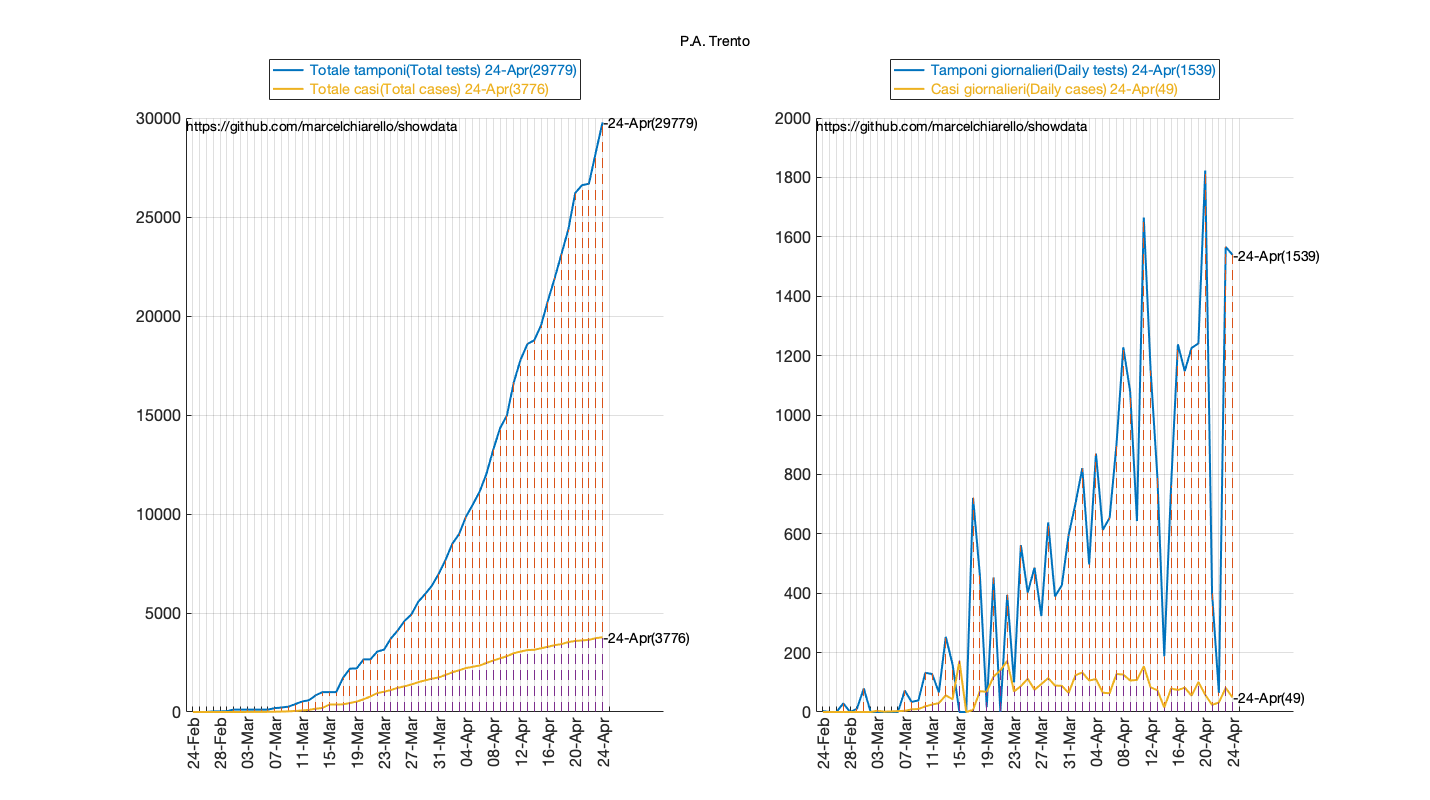 P.A. Trento
Totale tamponi(Total tests) 24-Apr(29779)
Totale casi(Total cases) 24-Apr(3776)
https://github.com/marcelchiarello/showdata
30000
25000
20000
15000
10000
5000
0
-24-Apr(29779)
-24-Apr(3776)
24-Feb
28-Feb
03-Mar
07-Mar
11-Mar
15-Mar
19-Mar
23-Mar
27-Mar
31-Mar
04-Apr
08-Apr
12-Apr
16-Apr
20-Apr
24-Apr
Tamponi giornalieri(Daily tests) 24-Apr(1539)
Casi giornalieri(Daily cases) 24-Apr(49)
https://github.com/marcelchiarello/showdata
2000
1800
1600
1400
1200
1000
800
600
400
200
0
-24-Apr(1539)
-24-Apr(49)
24-Feb
28-Feb
03-Mar
07-Mar
11-Mar
15-Mar
19-Mar
23-Mar
27-Mar
31-Mar
04-Apr
08-Apr
12-Apr
16-Apr
20-Apr
24-Apr